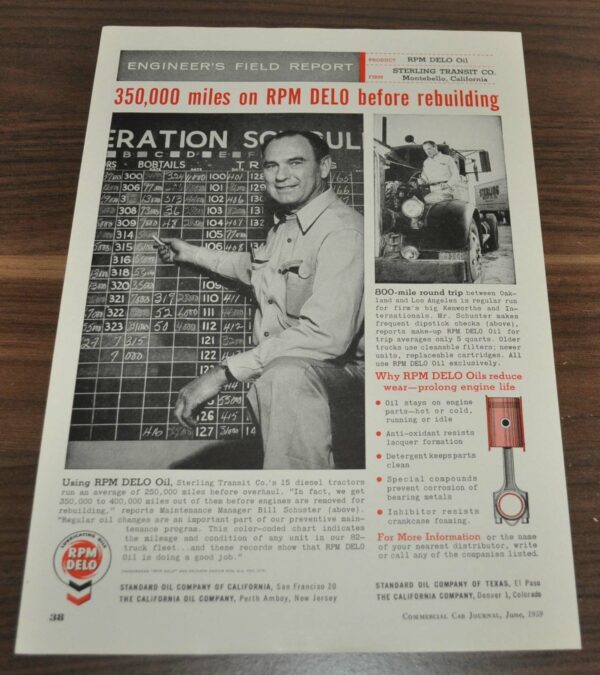 ENGINEER'S FIELD REPORT
PRODUCT RPM DELO Oil
FIRM STERLING TRANSIT CO.
Montebello, California
350,000 miles on RPM DELO before rebuilding
ERATION SCHEDUL
BOBTAILS
800-mile round trip between Oak-
land and Los Angeles is regular run
for firm's big Kenworths and In-
ternationals. Mr. Schuster makes
frequent dipstick checks (above),
reports make-up RPM DELO Oil for
trip averages only 5 quarts. Older
trucks use cleanable filters; newer
units, replaceable cartridges. All
use RPM DELO Oil exclusively.
Why RPM DELO Oils reduce
wear—prolong engine life
• Oil stays on engine
parts—hot or cold,
running or idle
• Anti-oxidant resists
lacquer formation
• Detergent keeps parts
clean
• Special compounds
prevent corrosion of
bearing metals
• Inhibitor resists
crankcase foaming.
For More Information or the name
of your nearest distributor, write
or call any of the companies listed.
Using RPM DELO Oil, Sterling Transit Co.'s 15 diesel tractors
run an average of 250,000 miles before overhaul. "In fact, we get
350,000 to 400,000 miles out of them before engines are removed for
rebuilding," reports Maintenance Manager Bill Schuster (above).
"Regular oil changes are an important part of our preventive main-
tenance program. This color-coded chart indicates
the mileage and condition of any unit in our 82-
truck fleet...and these records show that RPM DELO
Oil is doing a good job."
LUBRICATING OILS
RPM
DELO
STANDARD OIL COMPANY OF CALIFORNIA, San Francisco 20
THE CALIFORNIA OIL COMPANY, Perth Amboy, New Jersey
STANDARD OIL COMPANY OF TEXAS, El Paso
THE CALIFORNIA COMPANY, Denver 1, Colorado
38
COMMERCIAL CAR JOURNAL, June, 1959